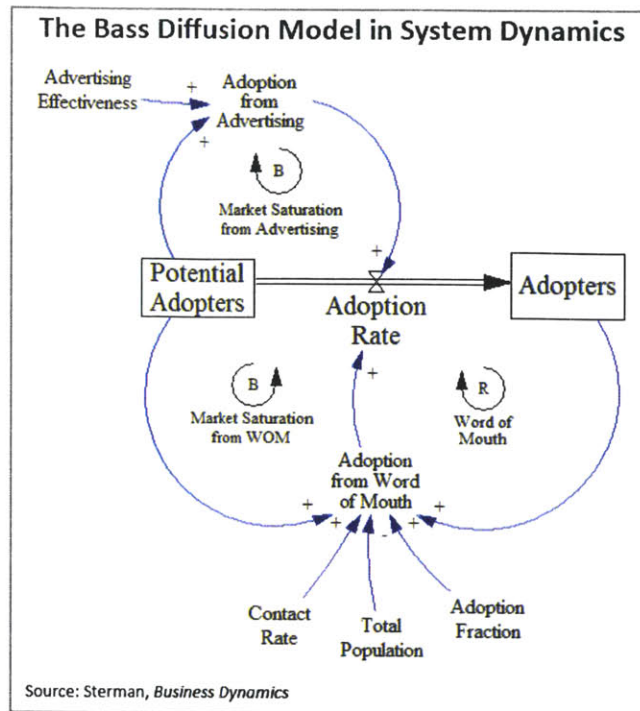 The Bass Diffusion Model in System Dynamics
Advertising
Effectiveness
+
Adoption
from
Advertising
+
B
Market Saturation
from Advertising
+
Potential
Adopters
Adoption
Rate
Adopters
+
B
Market Saturation
from WOM
R
Word of
Mouth
Adoption
from Word
of Mouth
+
+
-
+
+
Contact
Rate
Total
Population
Adoption
Fraction
Source: Sterman, Business Dynamics